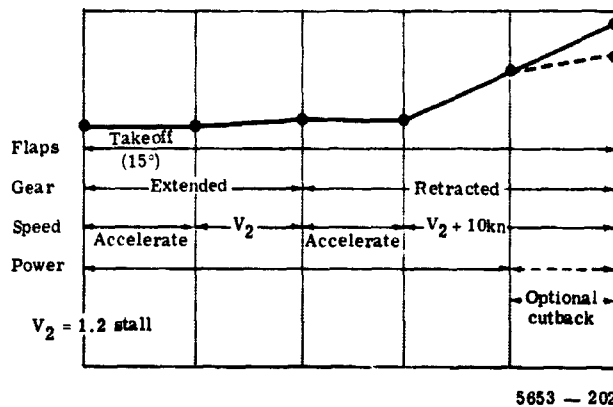 Flaps
Takeoff
(15°)
Gear
Extended
Retracted
Speed
Accelerate
V2
Accelerate
V2 + 10kn
Power
Optional
cutback
V2 = 1.2 stall
5653 — 202